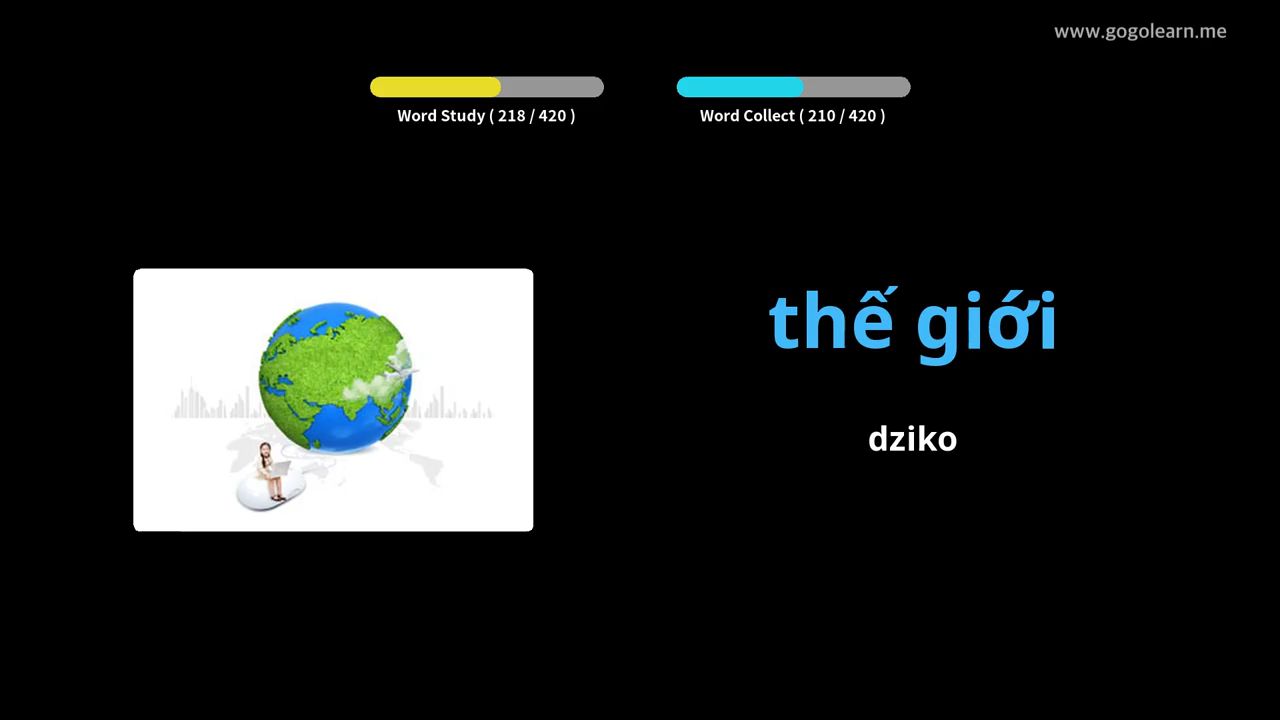 www.gogolearn.me
Word Study ( 218 / 420 )
Word Collect ( 210 / 420 )
thế giới
dziko